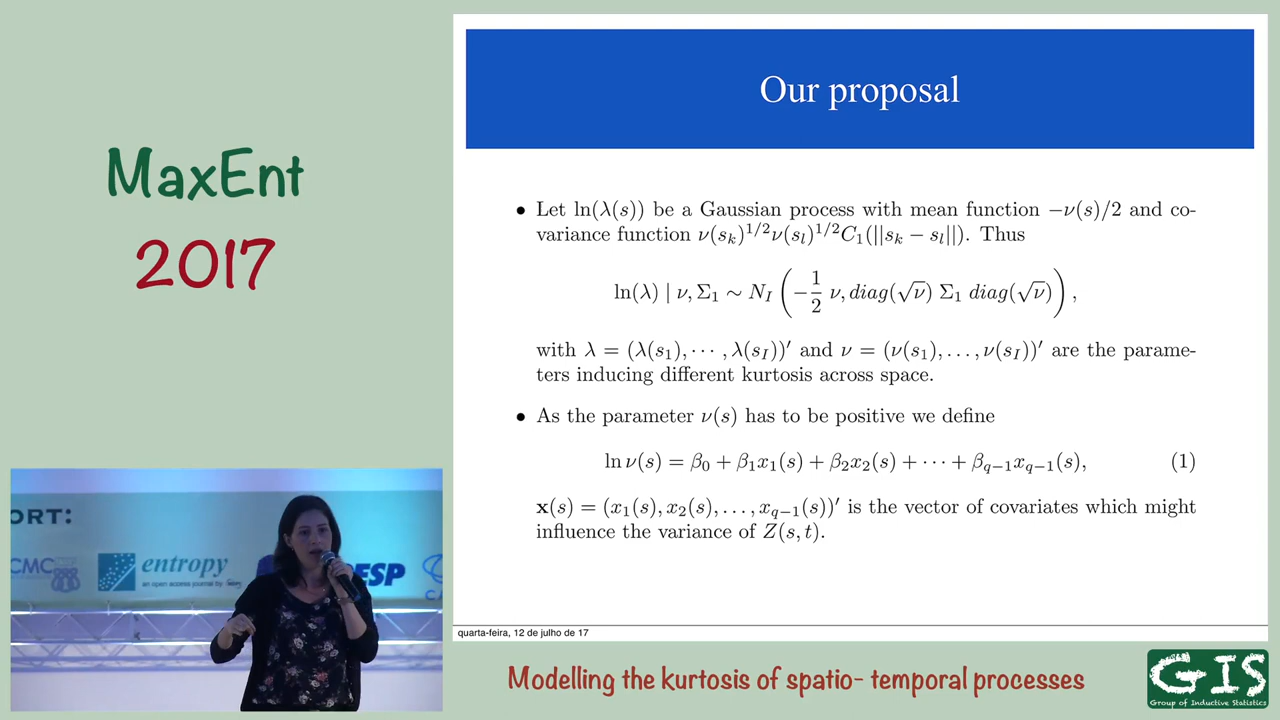 MaxEnt
2017
Our proposal
• Let ln(λ(s)) be a Gaussian process with mean function −ν(s)/2 and co-
variance function ν(s_k)^{1/2}ν(s_l)^{1/2}C_1(||s_k − s_l||). Thus
ln(λ) | ν, Σ_1 ∼ N_I (−1/2 ν, diag(√ν) Σ_1 diag(√ν)),
with λ = (λ(s_1), ⋯ , λ(s_I))′ and ν = (ν(s_1), . . . , ν(s_I))′ are the parame-
ters inducing different kurtosis across space.
• As the parameter ν(s) has to be positive we define
ln ν(s) = β_0 + β_1x_1(s) + β_2x_2(s) + ⋯ + β_{q−1}x_{q−1}(s), (1)
x(s) = (x_1(s), x_2(s), . . . , x_{q−1}(s))′ is the vector of covariates which might
influence the variance of Z(s, t).
quarta-feira, 12 de julho de 17
ORT:
CMC
entropy
an open access journal by
ESP
CA
Modelling the kurtosis of spatio- temporal processes
GIS
Group of Inductive Statistics